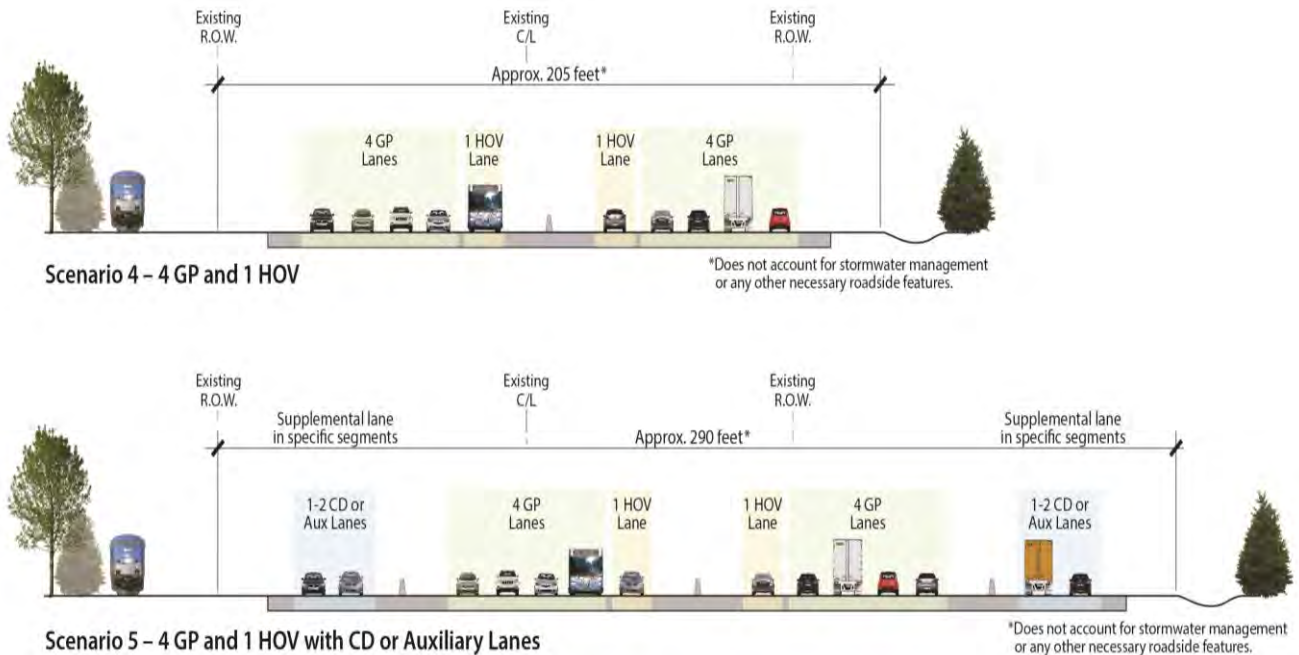 Existing
R.O.W.
Existing
C/L
Existing
R.O.W.
Approx. 205 feet*
4 GP
Lanes
1 HOV
Lane
1 HOV
Lane
4 GP
Lanes
*Does not account for stormwater management
or any other necessary roadside features.
Scenario 4 – 4 GP and 1 HOV
Existing
R.O.W.
Existing
C/L
Existing
R.O.W.
Supplemental lane
in specific segments
Approx. 290 feet*
Supplemental lane
in specific segments
1-2 CD or
Aux Lanes
4 GP
Lanes
1 HOV
Lane
1 HOV
Lane
4 GP
Lanes
1-2 CD or
Aux Lanes
Scenario 5 – 4 GP and 1 HOV with CD or Auxiliary Lanes
*Does not account for stormwater management
or any other necessary roadside features.